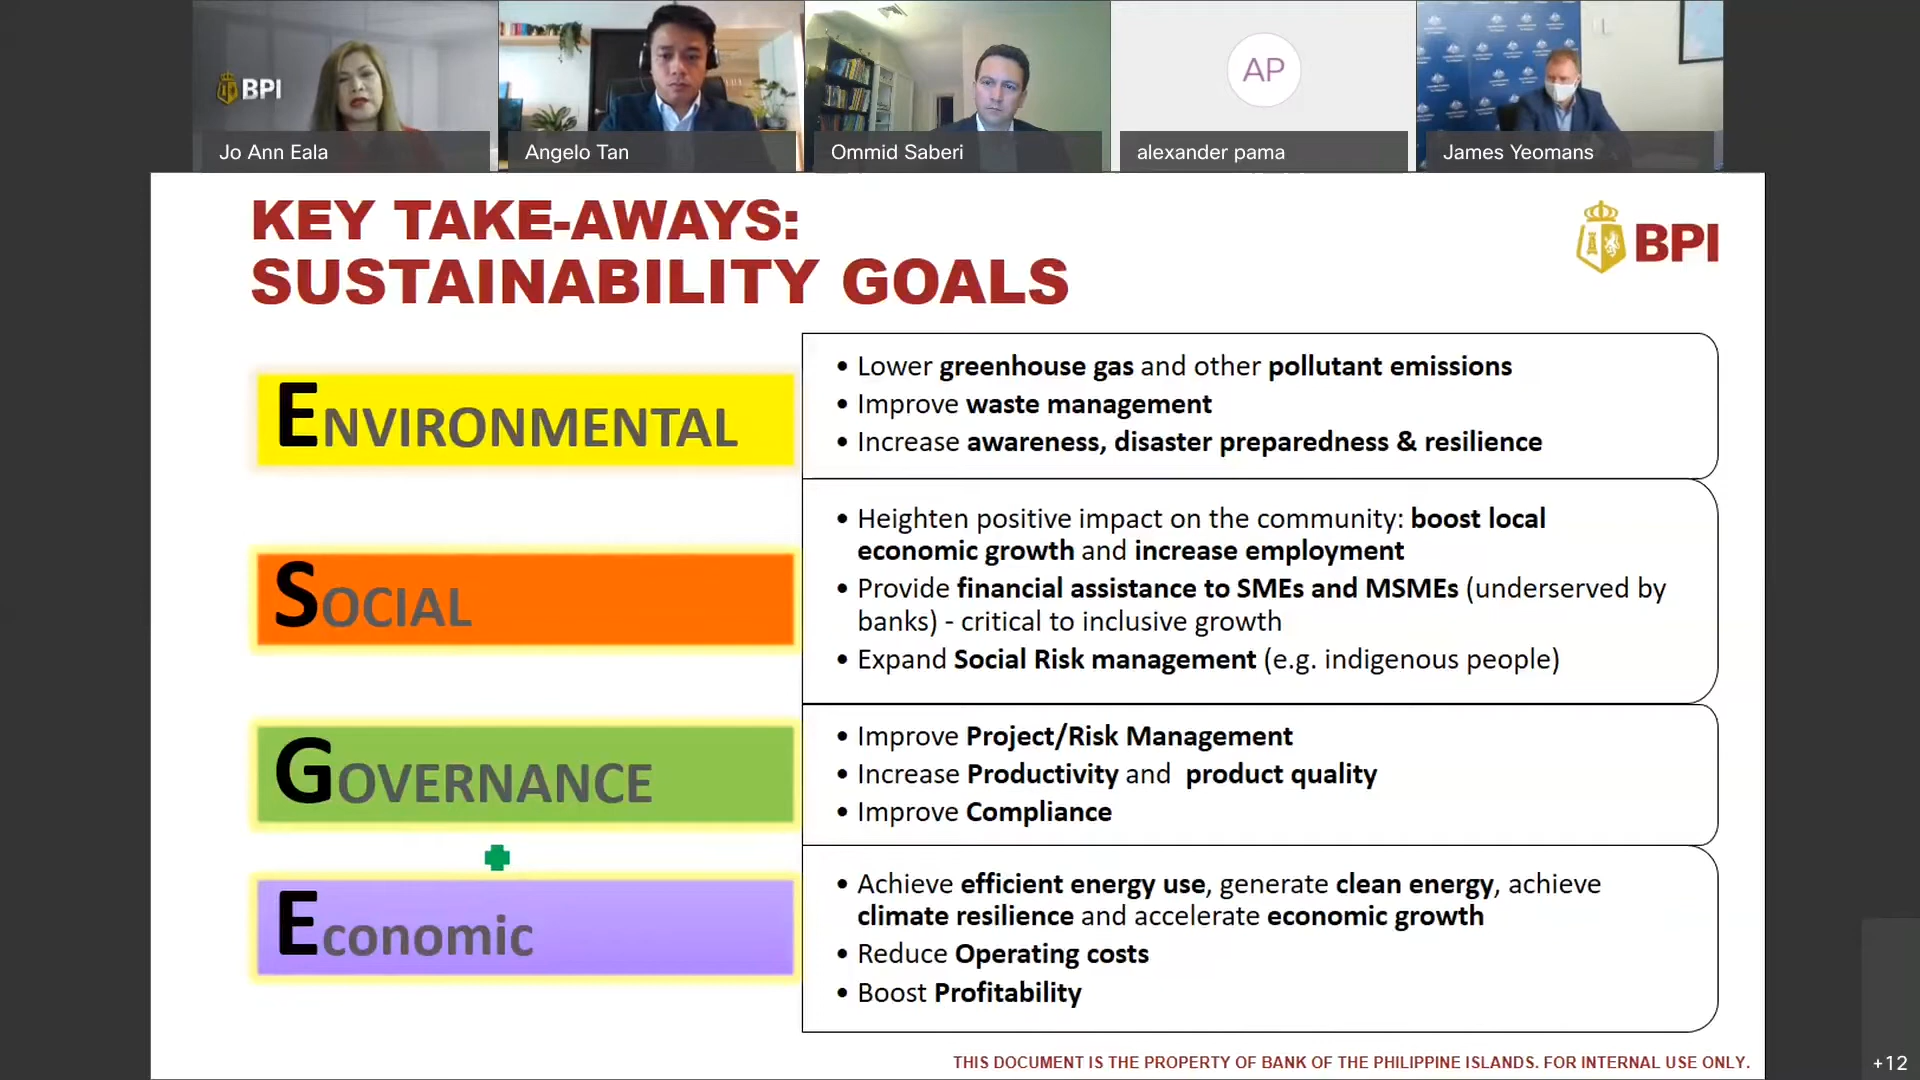 BPI
AP
Jo Ann Eala
Angelo Tan
Ommid Saberi
alexander pama
James Yeomans
KEY TAKE-AWAYS:
SUSTAINABILITY GOALS
BPI
ENVIRONMENTAL
• Lower greenhouse gas and other pollutant emissions
• Improve waste management
• Increase awareness, disaster preparedness & resilience
SOCIAL
• Heighten positive impact on the community: boost local
economic growth and increase employment
• Provide financial assistance to SMEs and MSMEs (underserved by
banks) - critical to inclusive growth
• Expand Social Risk management (e.g. indigenous people)
GOVERNANCE
• Improve Project/Risk Management
• Increase Productivity and product quality
• Improve Compliance
Economic
• Achieve efficient energy use, generate clean energy, achieve
climate resilience and accelerate economic growth
• Reduce Operating costs
• Boost Profitability
THIS DOCUMENT IS THE PROPERTY OF BANK OF THE PHILIPPINE ISLANDS. FOR INTERNAL USE ONLY.
+12